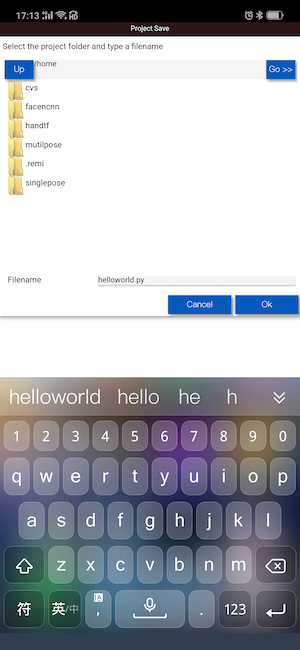 17:13
Project Save
Select the project folder and type a filename
Up
/home
Go >>
cvs
facencnn
handtf
mutilpose
.remi
singlepose
Filename helloworld.py
Cancel Ok
helloworld hello he h
1 2 3 4 5 6 7 8 9 0
q w e r t y u i o p
a s d f g h j k l
z x c v b n m
符 英/中 , . 123